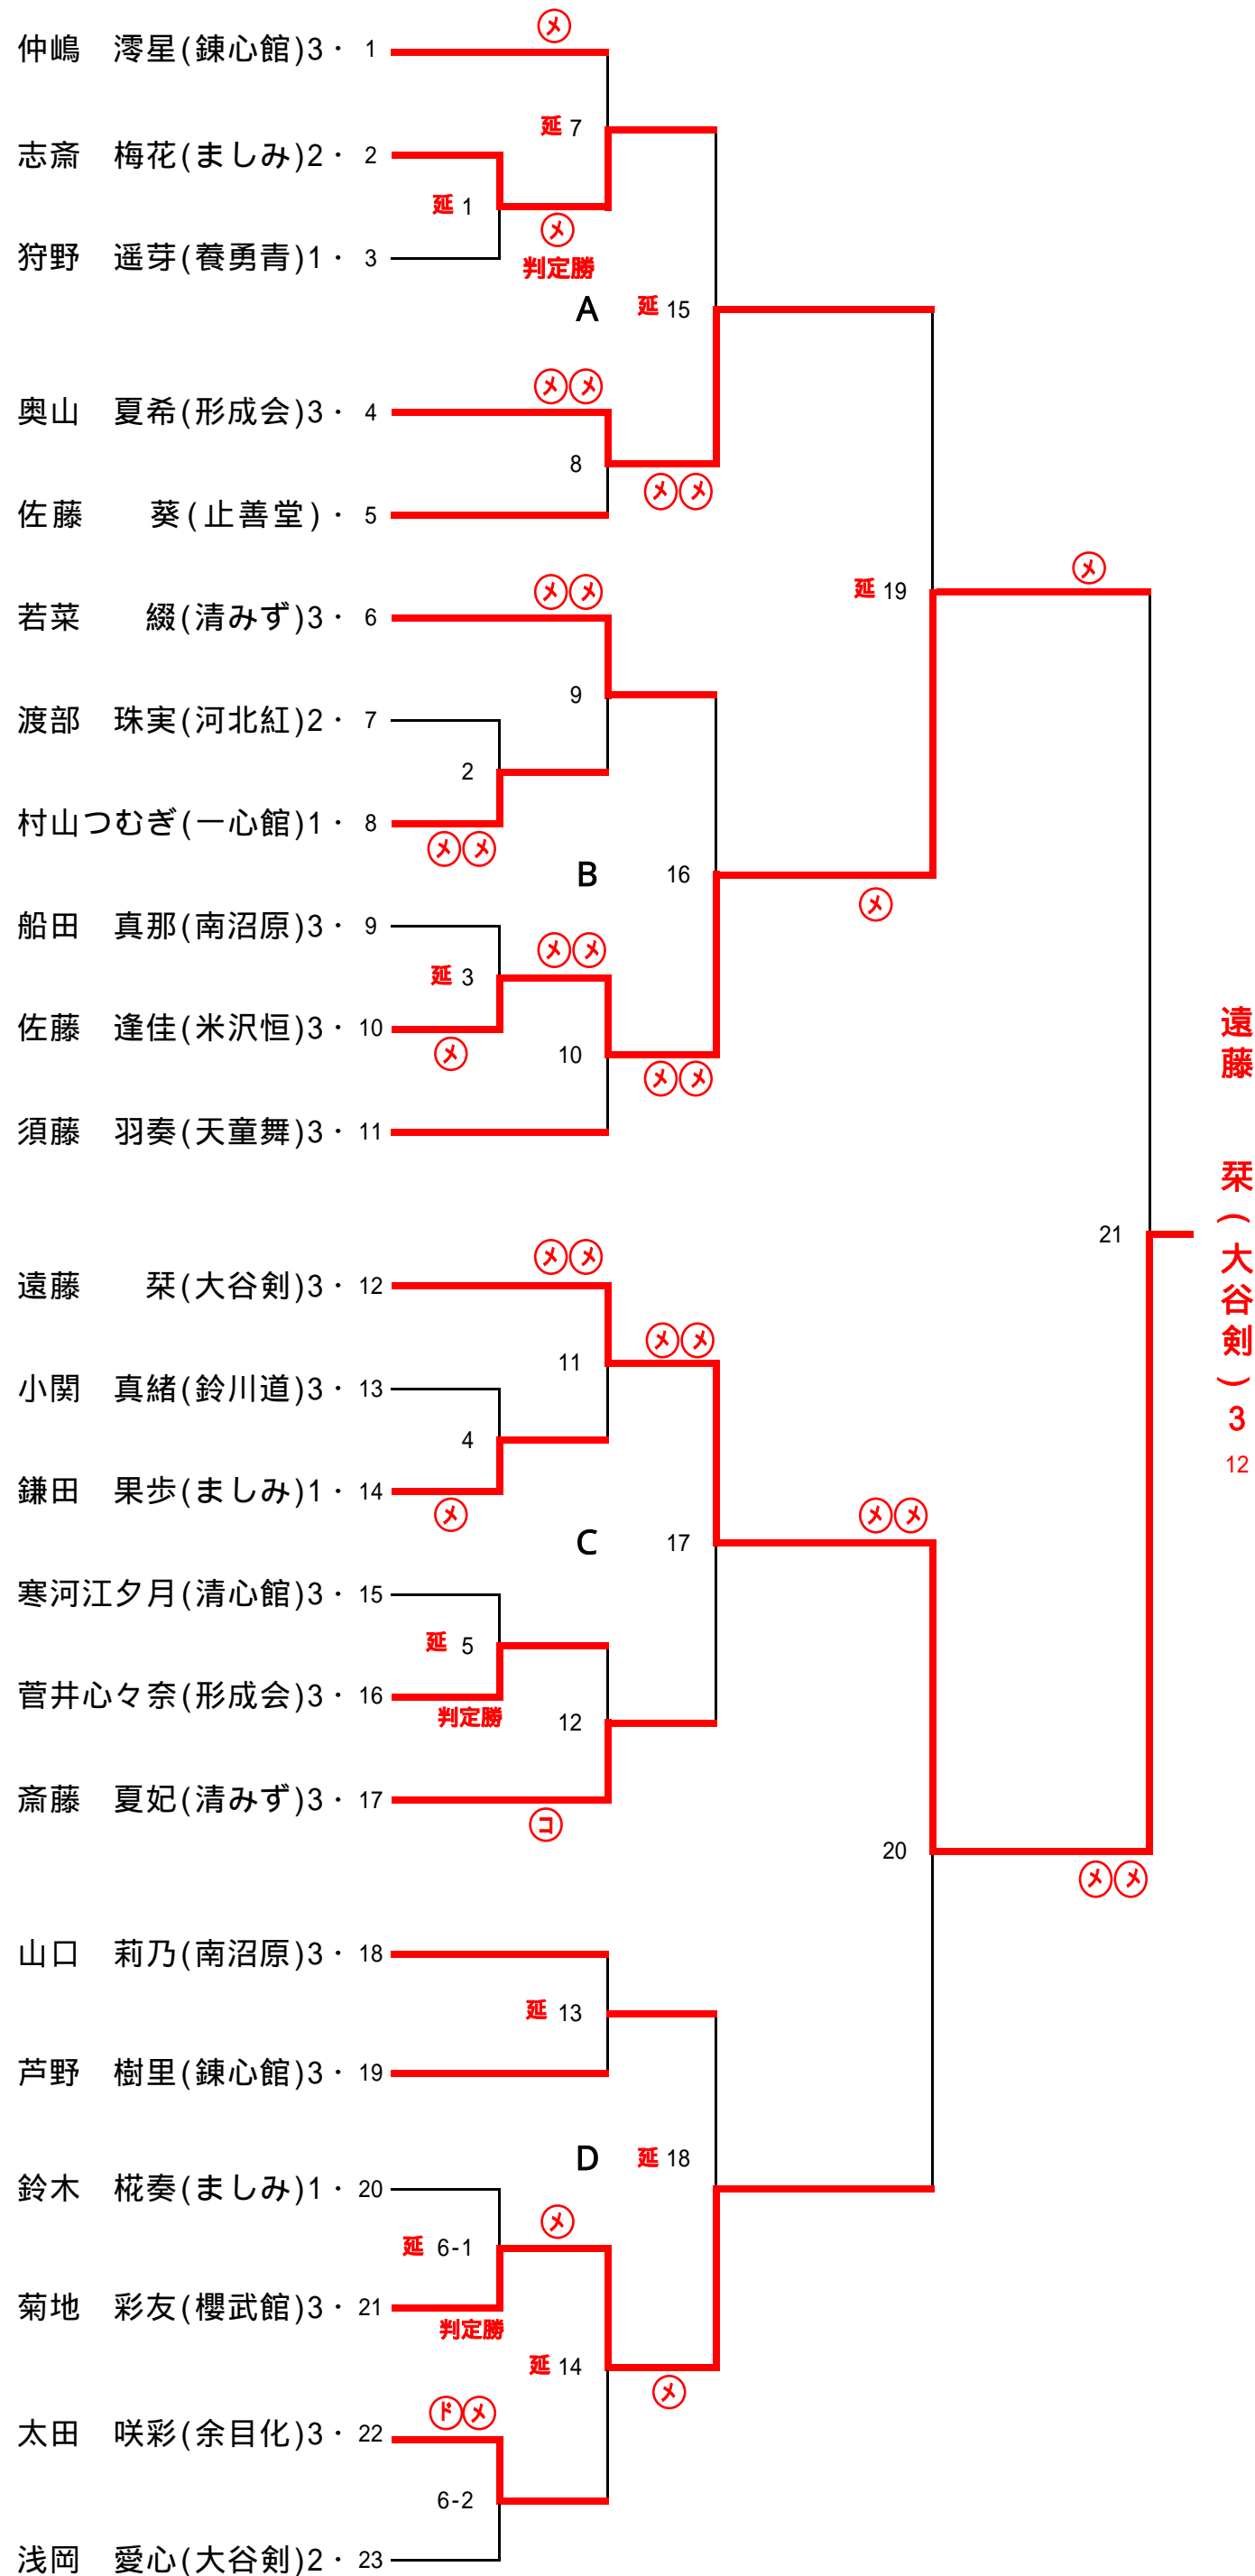 メ
仲嶋　澪星(錬心館)3・ 1
延 7
志斎　梅花(ましみ)2・ 2
延 1
メ
狩野　遥芽(養勇青)1・ 3
判定勝
A 延 15
メメ
奥山　夏希(形成会)3・ 4
8
メメ
佐藤　　葵(止善堂)・ 5
メ
メメ
延 19
若菜　　綴(清みず)3・ 6
9
渡部　珠実(河北紅)2・ 7
2
村山つむぎ(一心館)1・ 8
メメ
B 16
メ
船田　真那(南沼原)3・ 9
メメ
延 3
佐藤　逢佳(米沢恒)3・ 10
メ
10
メメ
須藤　羽奏(天童舞)3・ 11
遠藤　栞(大谷剣)3
12
21
メメ
遠藤　　栞(大谷剣)3・ 12
メメ
11
小関　真緒(鈴川道)3・ 13
4
鎌田　果歩(ましみ)1・ 14
メ
メメ
C 17
寒河江夕月(清心館)3・ 15
延 5
菅井心々奈(形成会)3・ 16
判定勝
12
斎藤　夏妃(清みず)3・ 17
コ
20
メメ
山口　莉乃(南沼原)3・ 18
延 13
芦野　樹里(錬心館)3・ 19
D 延 18
鈴木　椛奏(ましみ)1・ 20
メ
延 6-1
菊地　彩友(櫻武館)3・ 21
判定勝
延 14
メ
ドメ
太田　咲彩(余目化)3・ 22
6-2
浅岡　愛心(大谷剣)2・ 23